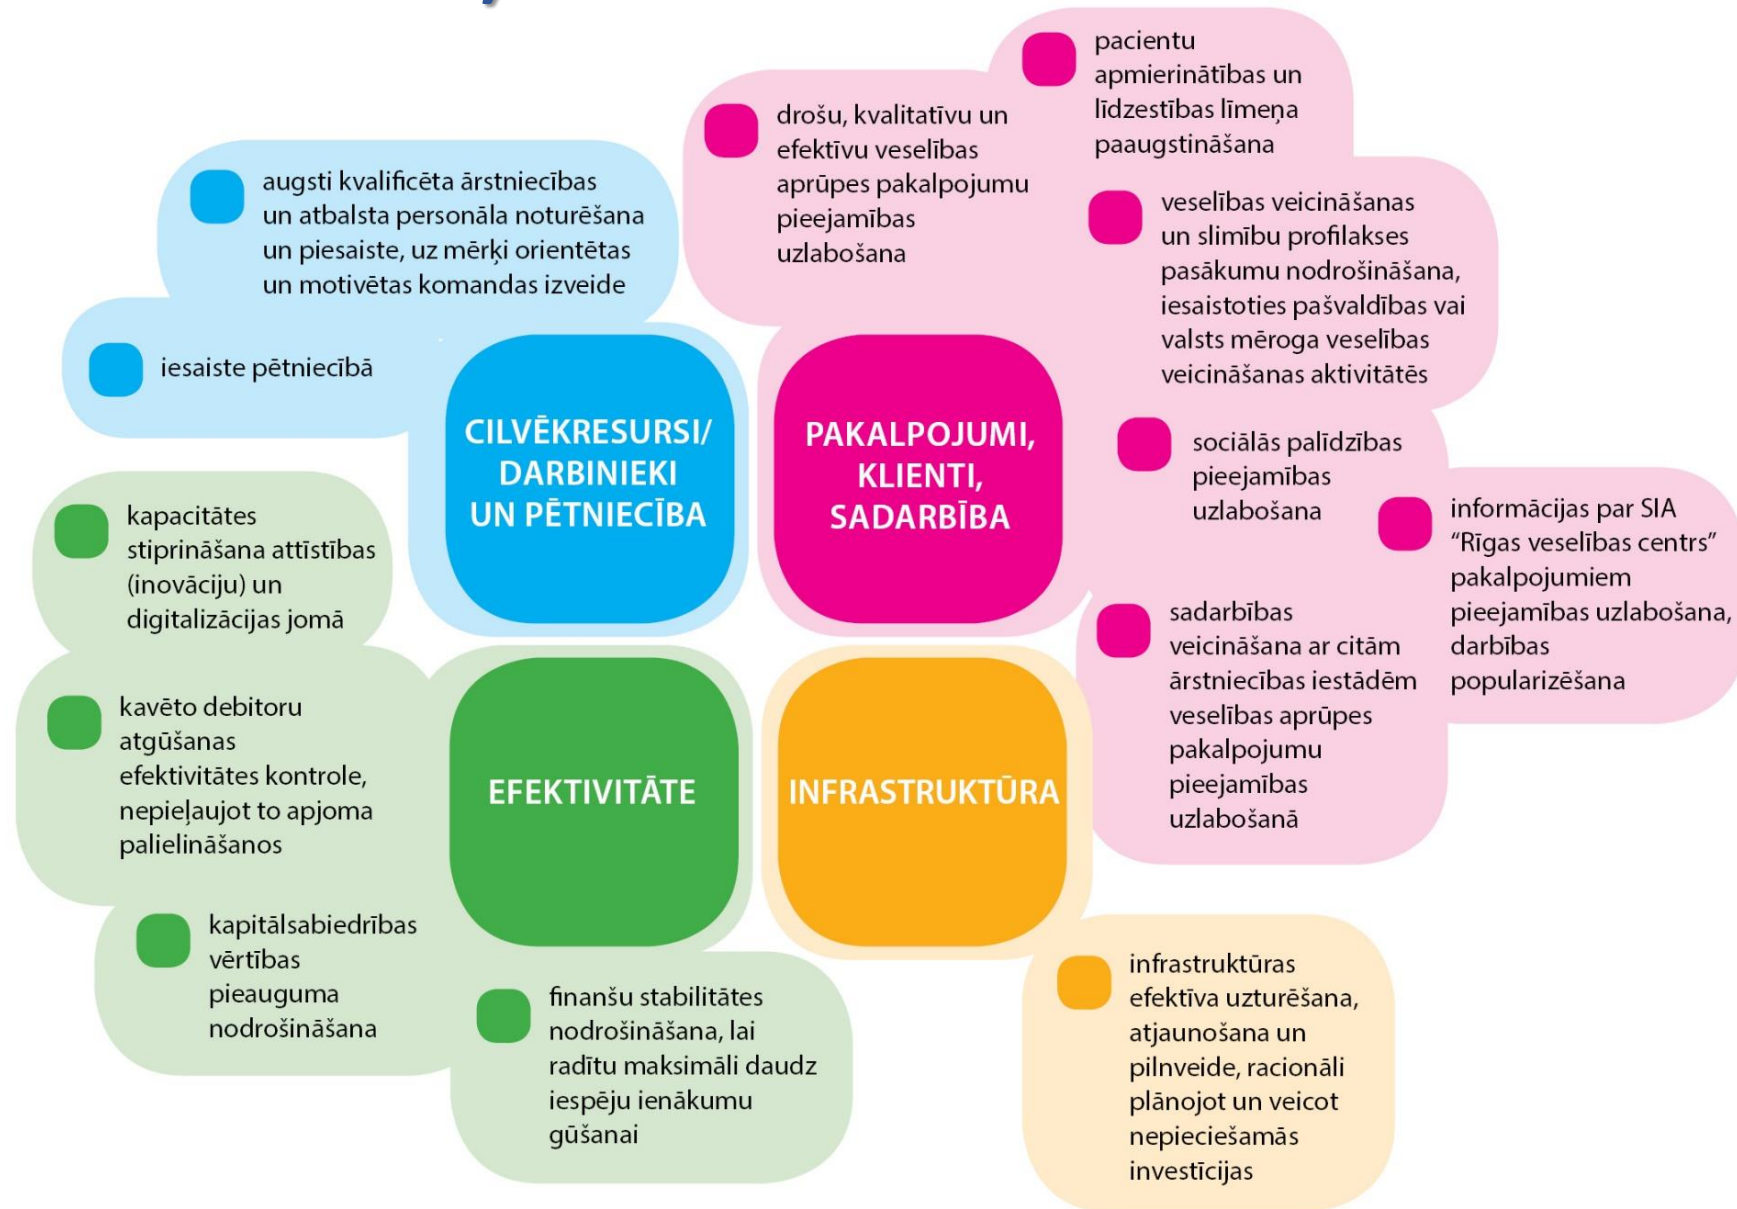 augsti kvalificēta ārstniecības
un atbalsta personāla noturēšana
un piesaiste, uz mērķi orientētas
un motivētas komandas izveide
iesaiste pētniecībā
CILVĒKRESURSI/
DARBINIEKI
UN PĒTNIECĪBA
drošu, kvalitatīvu un
efektīvu veselības
aprūpes pakalpojumu
pieejamības
uzlabošana
pacientu
apmierinātības un
līdzestības līmeņa
paaugstināšana
veselības veicināšanas
un slimību profilakses
pasākumu nodrošināšana,
iesaistoties pašvaldības vai
valsts mēroga veselības
veicināšanas aktivitātēs
PAKALPOJUMI,
KLIENTI,
SADARBĪBA
sociālās palīdzības
pieejamības
uzlabošana
informācijas par SIA
“Rīgas veselības centrs”
pakalpojumiem
pieejamības uzlabošana,
darbības
popularizēšana
sadarbības
veicināšana ar citām
ārstniecības iestādēm
veselības aprūpes
pakalpojumu
pieejamības
uzlabošanā
kapacitātes
stiprināšana attīstības
(inovāciju) un
digitalizācijas jomā
kavēto debitoru
atgūšanas
efektivitātes kontrole,
nepieļaujot to apjoma
palielināšanos
EFEKTIVITĀTE
kapitālsabiedrības
vērtības
pieauguma
nodrošināšana
finanšu stabilitātes
nodrošināšana, lai
radītu maksimāli daudz
iespēju ienākumu
gūšanai
INFRASTRUKTŪRA
infrastruktūras
efektīva uzturēšana,
atjaunošana un
pilnveide, racionāli
plānojot un veicot
nepieciešamās
investīcijas